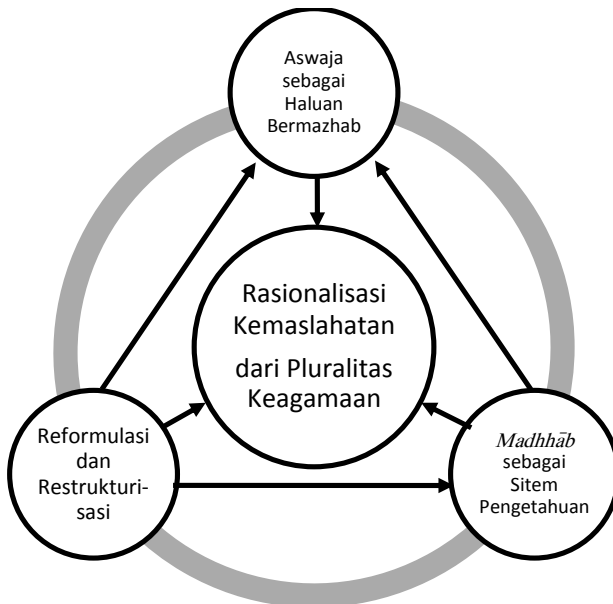 Aswaja
sebagai
Haluan
Bermazhab
Rasionalisasi
Kemaslahatan
dari Pluralitas
Keagamaan
Reformulasi
dan
Restrukturi-
sasi
Madhhāb
sebagai
Sitem
Pengetahuan